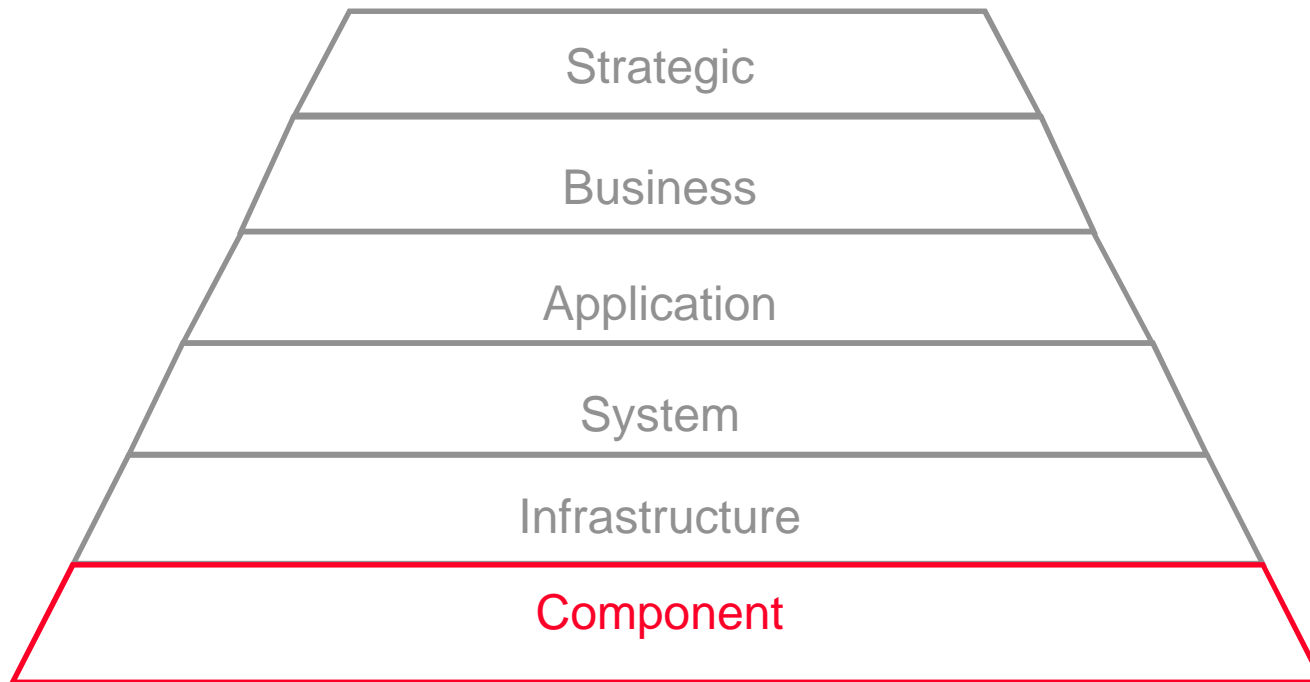 Strategic
Business
Application
System
Infrastructure
Component